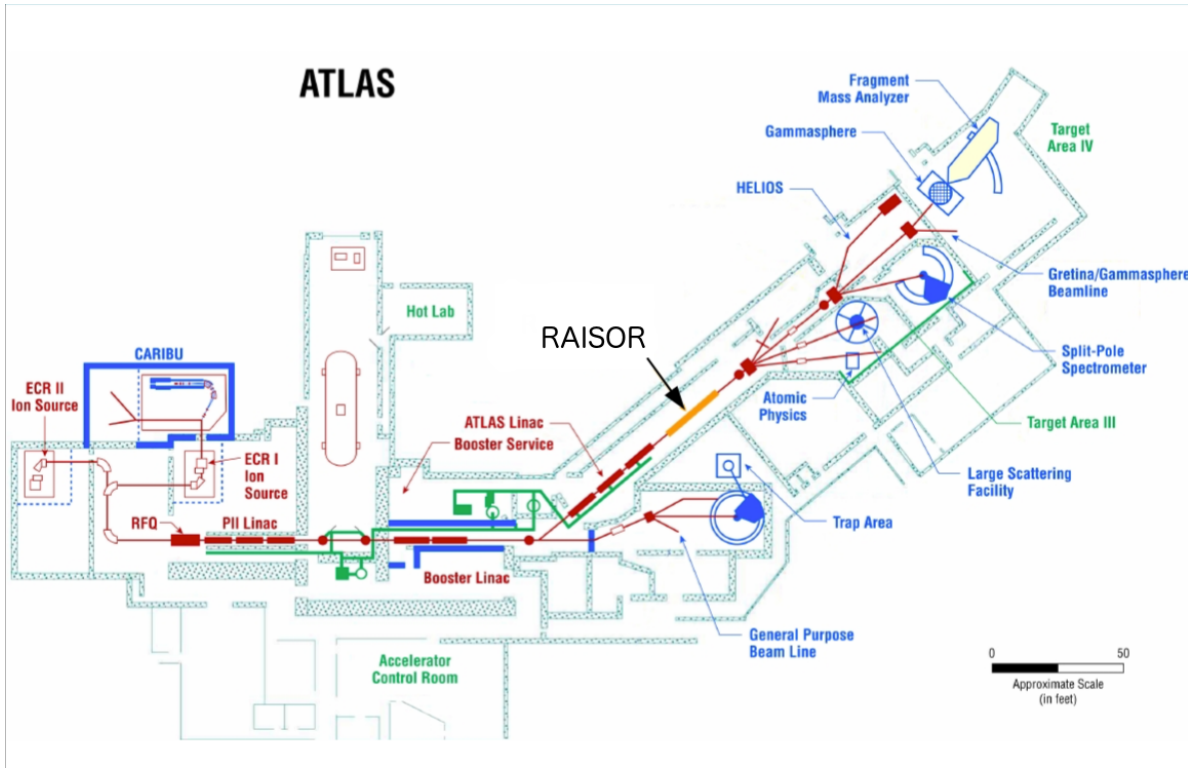 ATLAS
Fragment
Mass Analyzer
Gammasphere
Target
Area IV
HELIOS
Gretina/Gammasphere
Beamline
Hot Lab
RAISOR
CARIBU
Split-Pole
Spectrometer
ECR II
Ion Source
Atomic
Physics
ATLAS Linac
Booster Service
Target Area III
ECR I
Ion
Source
Large Scattering
Facility
RFQ
PII Linac
Trap Area
Booster Linac
General Purpose
Beam Line
Accelerator
Control Room
0 50
Approximate Scale
(in feet)